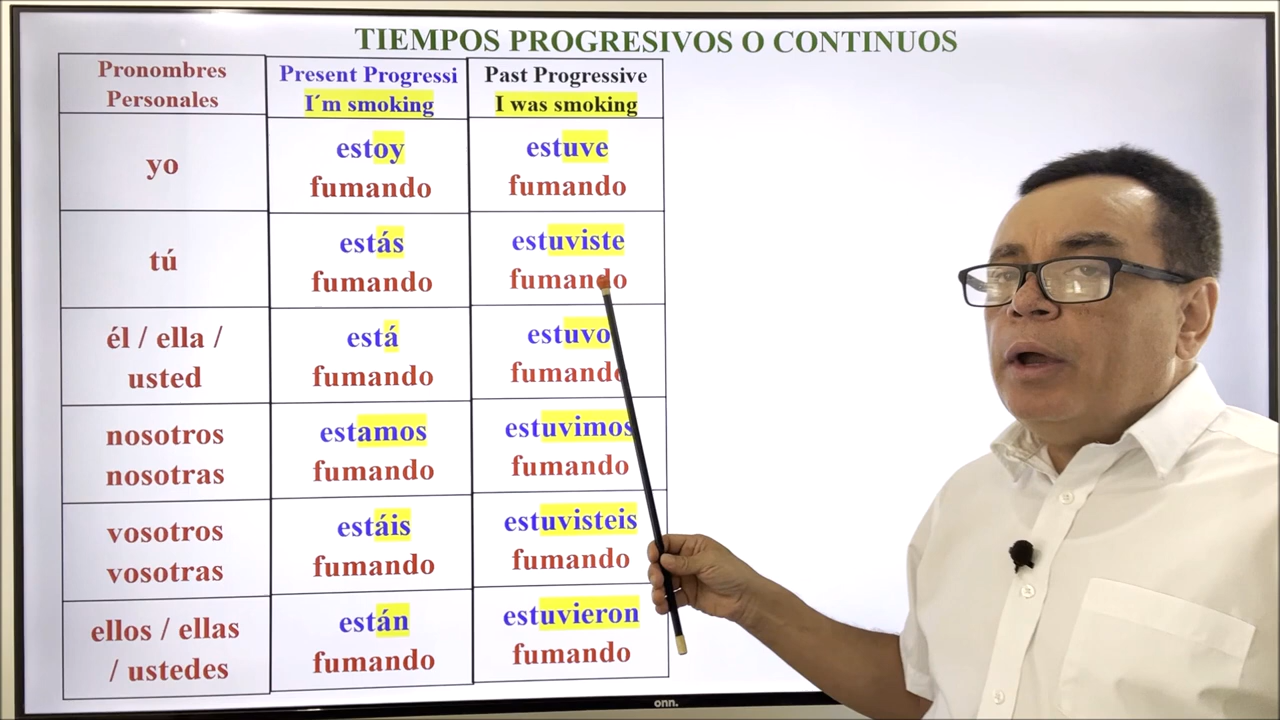 TIEMPOS PROGRESIVOS O CONTINUOS
Pronombres
Personales
Present Progressi
I´m smoking
Past Progressive
I was smoking
yo
estoy
fumando
estuve
fumando
tú
estás
fumando
estuviste
fumando
él / ella /
usted
está
fumando
estuvo
fumando
nosotros
nosotras
estamos
fumando
estuvimos
fumando
vosotros
vosotras
estáis
fumando
estuvisteis
fumando
ellos / ellas
/ ustedes
están
fumando
estuvieron
fumando
onn.